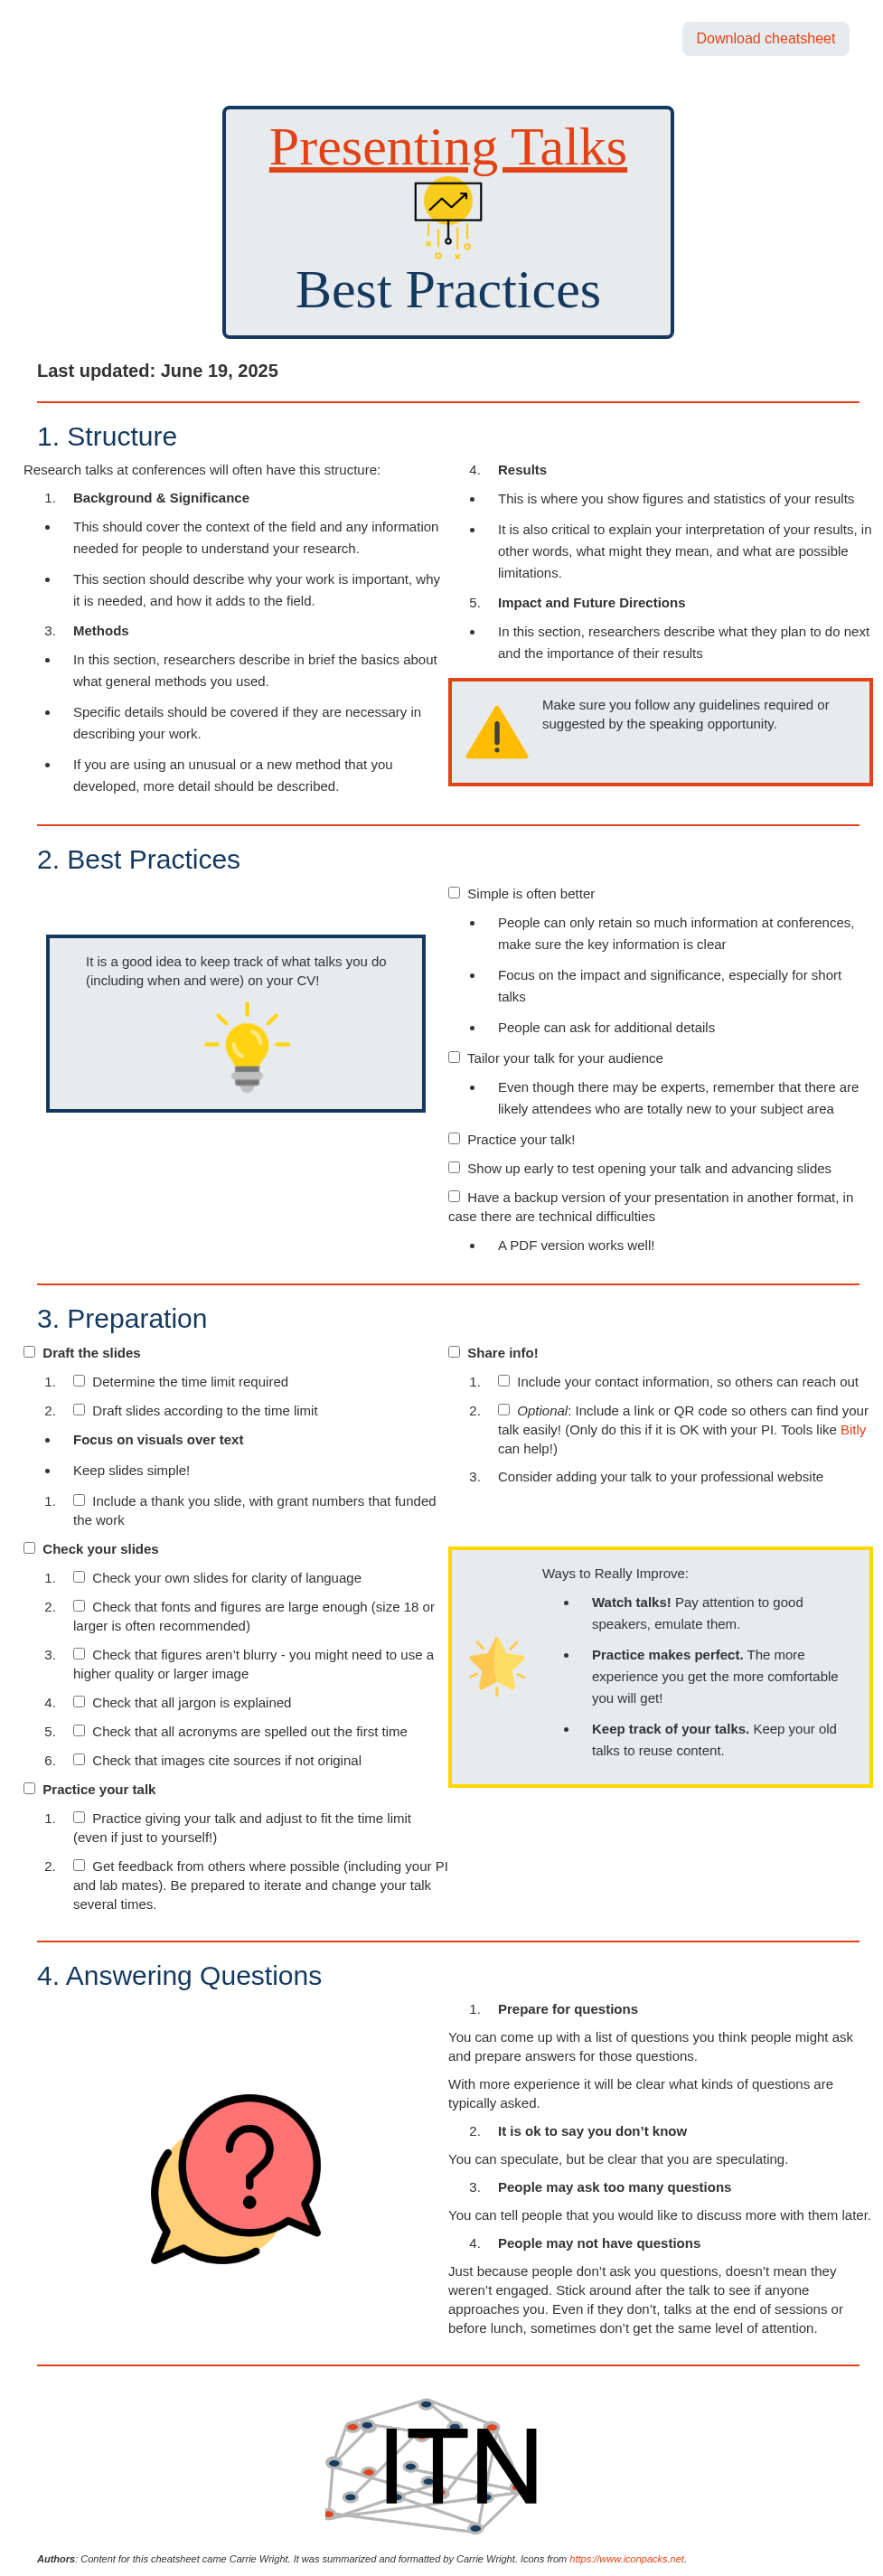 Download cheatsheet
Presenting Talks
Best Practices
Last updated: June 19, 2025
1. Structure
Research talks at conferences will often have this structure:
1. Background & Significance
• This should cover the context of the field and any information
needed for people to understand your research.
• This section should describe why your work is important, why
it is needed, and how it adds to the field.
3. Methods
• In this section, researchers describe in brief the basics about
what general methods you used.
• Specific details should be covered if they are necessary in
describing your work.
• If you are using an unusual or a new method that you
developed, more detail should be described.
4. Results
• This is where you show figures and statistics of your results
• It is also critical to explain your interpretation of your results, in
other words, what might they mean, and what are possible
limitations.
5. Impact and Future Directions
• In this section, researchers describe what they plan to do next
and the importance of their results
Make sure you follow any guidelines required or
suggested by the speaking opportunity.
2. Best Practices
It is a good idea to keep track of what talks you do
(including when and were) on your CV!
Simple is often better
• People can only retain so much information at conferences,
make sure the key information is clear
• Focus on the impact and significance, especially for short
talks
• People can ask for additional details
Tailor your talk for your audience
• Even though there may be experts, remember that there are
likely attendees who are totally new to your subject area
Practice your talk!
Show up early to test opening your talk and advancing slides
Have a backup version of your presentation in another format, in
case there are technical difficulties
• A PDF version works well!
3. Preparation
Draft the slides
1. Determine the time limit required
2. Draft slides according to the time limit
• Focus on visuals over text
• Keep slides simple!
1. Include a thank you slide, with grant numbers that funded
the work
Check your slides
1. Check your own slides for clarity of language
2. Check that fonts and figures are large enough (size 18 or
larger is often recommended)
3. Check that figures aren’t blurry - you might need to use a
higher quality or larger image
4. Check that all jargon is explained
5. Check that all acronyms are spelled out the first time
6. Check that images cite sources if not original
Practice your talk
1. Practice giving your talk and adjust to fit the time limit
(even if just to yourself!)
2. Get feedback from others where possible (including your PI
and lab mates). Be prepared to iterate and change your talk
several times.
Share info!
1. Include your contact information, so others can reach out
2. Optional: Include a link or QR code so others can find your
talk easily! (Only do this if it is OK with your PI. Tools like Bitly
can help!)
3. Consider adding your talk to your professional website
Ways to Really Improve:
• Watch talks! Pay attention to good
speakers, emulate them.
• Practice makes perfect. The more
experience you get the more comfortable
you will get!
• Keep track of your talks. Keep your old
talks to reuse content.
4. Answering Questions
1. Prepare for questions
You can come up with a list of questions you think people might ask
and prepare answers for those questions.
With more experience it will be clear what kinds of questions are
typically asked.
2. It is ok to say you don’t know
You can speculate, but be clear that you are speculating.
3. People may ask too many questions
You can tell people that you would like to discuss more with them later.
4. People may not have questions
Just because people don’t ask you questions, doesn’t mean they
weren’t engaged. Stick around after the talk to see if anyone
approaches you. Even if they don’t, talks at the end of sessions or
before lunch, sometimes don’t get the same level of attention.
ITN
Authors: Content for this cheatsheet came Carrie Wright. It was summarized and formatted by Carrie Wright. Icons from https://www.iconpacks.net.